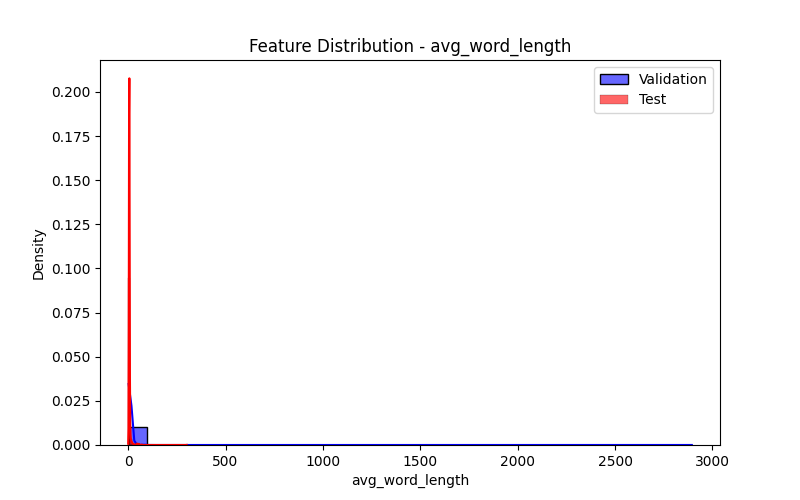 Feature Distribution - avg_word_length
Validation
Test
0.200
0.175
0.150
0.125
0.100
0.075
0.050
0.025
0.000
Density
0 500 1000 1500 2000 2500 3000
avg_word_length